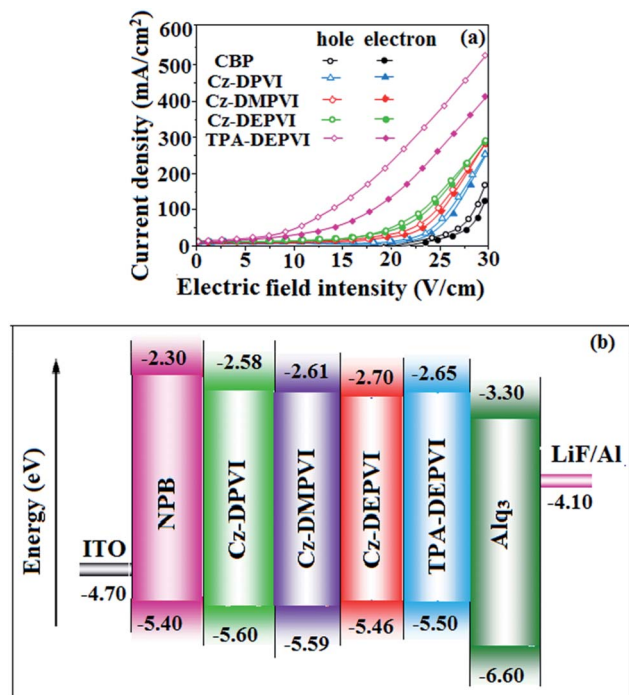 600
500
400
300
200
100
0
Current density (mA/cm²)
hole electron (a)
CBP
Cz-DPVI
Cz-DMPVI
Cz-DEPVI
TPA-DEPVI
0 5 10 15 20 25 30
Electric field intensity (V/cm)
(b)
Energy (eV)
-2.30 -2.58 -2.61 -2.70 -2.65 -3.30
ITO
-4.70
NPB
Cz-DPVI
Cz-DMPVI
Cz-DEPVI
TPA-DEPVI
Alq₃
LiF/Al
-4.10
-5.40 -5.60 -5.59 -5.46 -5.50 -6.60